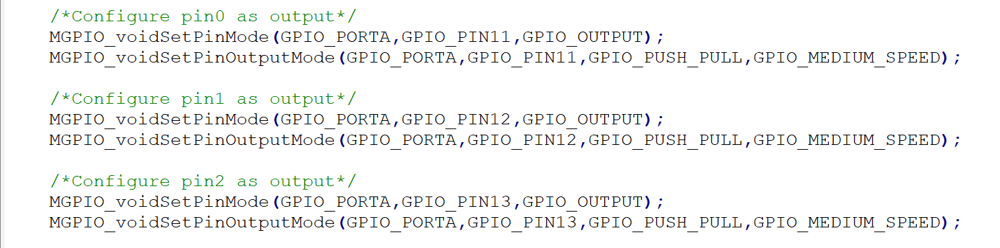 /*Configure pin0 as output*/
MGPIO_voidSetPinMode(GPIO_PORTA,GPIO_PIN11,GPIO_OUTPUT);
MGPIO_voidSetPinOutputMode(GPIO_PORTA,GPIO_PIN11,GPIO_PUSH_PULL,GPIO_MEDIUM_SPEED);
/*Configure pin1 as output*/
MGPIO_voidSetPinMode(GPIO_PORTA,GPIO_PIN12,GPIO_OUTPUT);
MGPIO_voidSetPinOutputMode(GPIO_PORTA,GPIO_PIN12,GPIO_PUSH_PULL,GPIO_MEDIUM_SPEED);
/*Configure pin2 as output*/
MGPIO_voidSetPinMode(GPIO_PORTA,GPIO_PIN13,GPIO_OUTPUT);
MGPIO_voidSetPinOutputMode(GPIO_PORTA,GPIO_PIN13,GPIO_PUSH_PULL,GPIO_MEDIUM_SPEED);